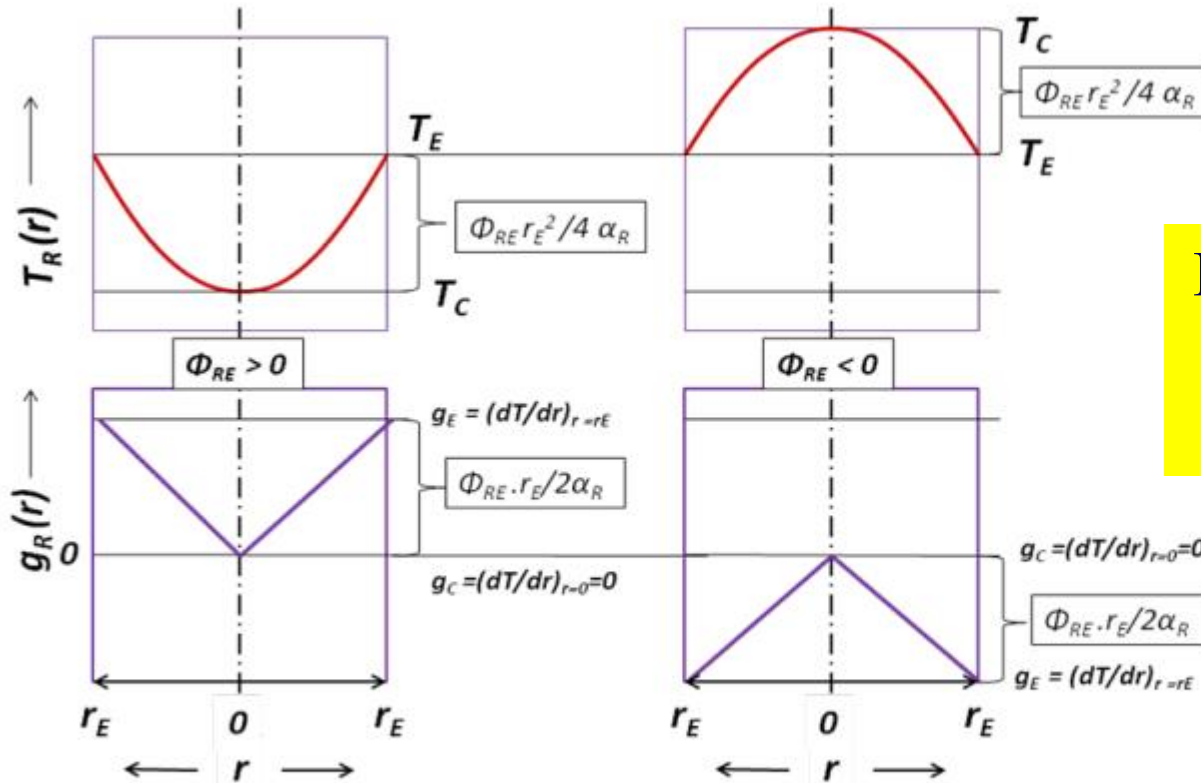 T_C
Φ_RE r_E²/4 α_R
T_E
T_E
T_R(r)
Φ_RE r_E²/4 α_R
T_C
Φ_RE > 0
Φ_RE < 0
g_E = (dT/dr)_r=rE
Φ_RE . r_E/2α_R
g_R(r)
0
g_C =(dT/dr)_r=0=0
g_C =(dT/dr)_r=0=0
Φ_RE . r_E/2α_R
g_E = (dT/dr)_r=rE
r_E 0 r_E
r_E 0 r_E
r
r